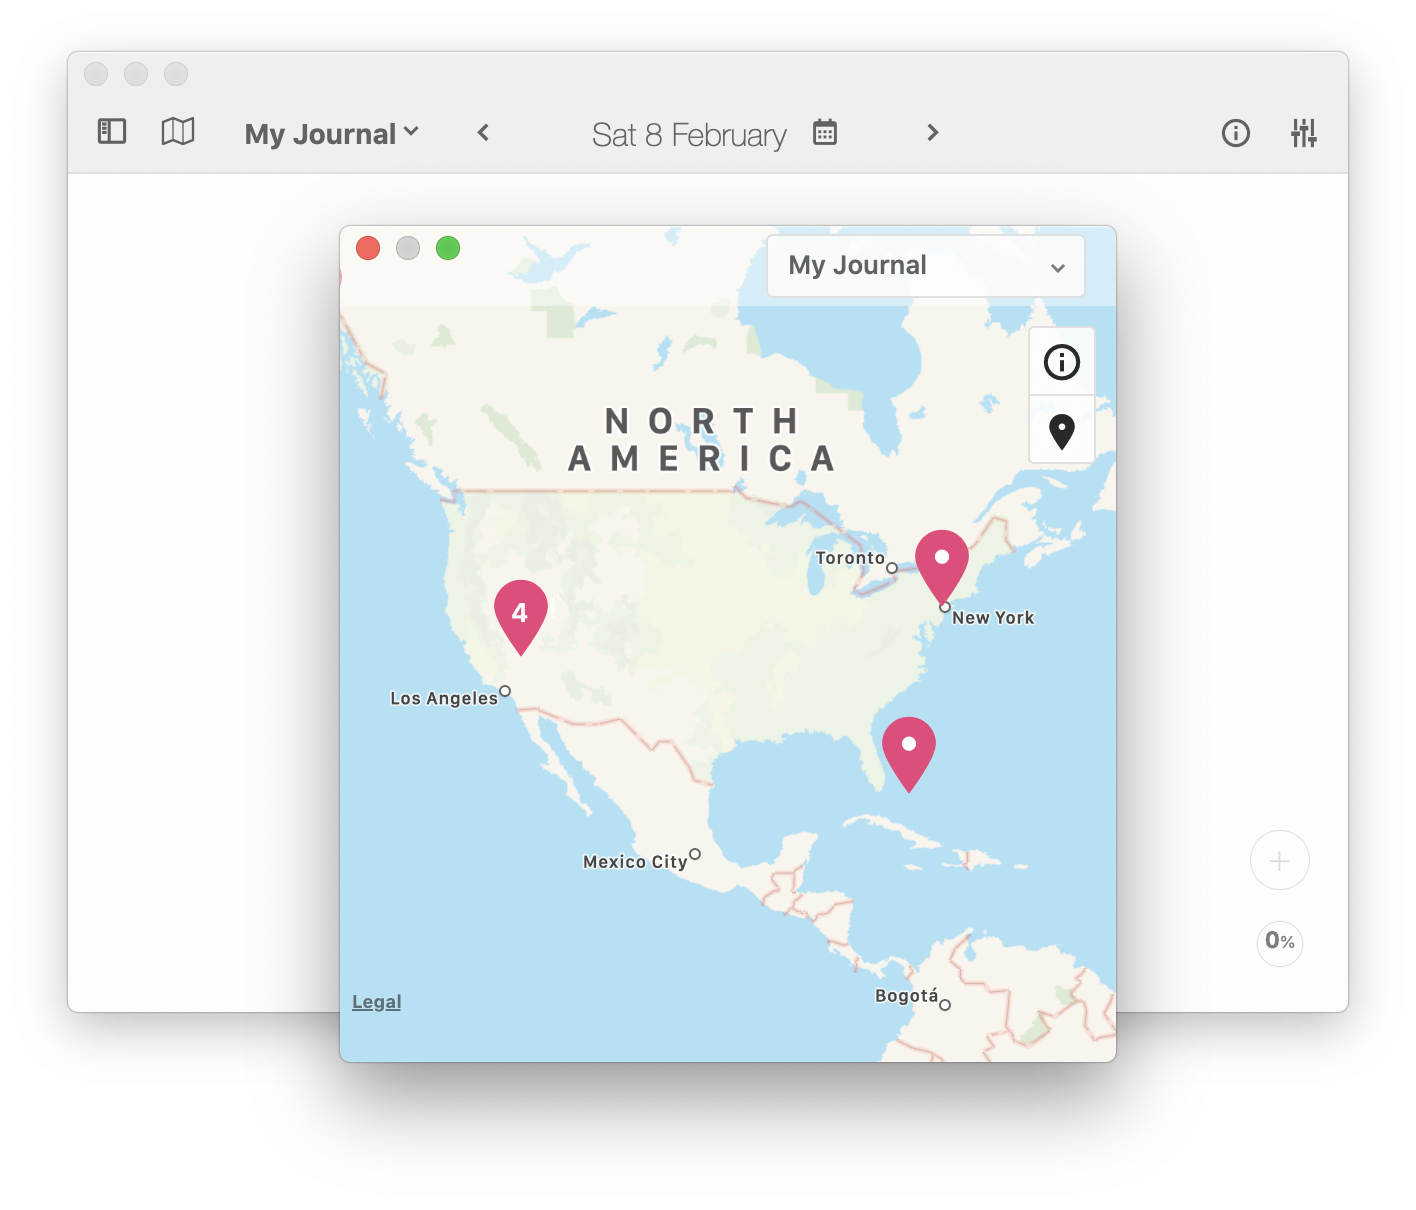 My Journal
Sat 8 February
My Journal
NORTH
AMERICA
Toronto
New York
4
Los Angeles
Mexico City
0%
Bogotá
Legal